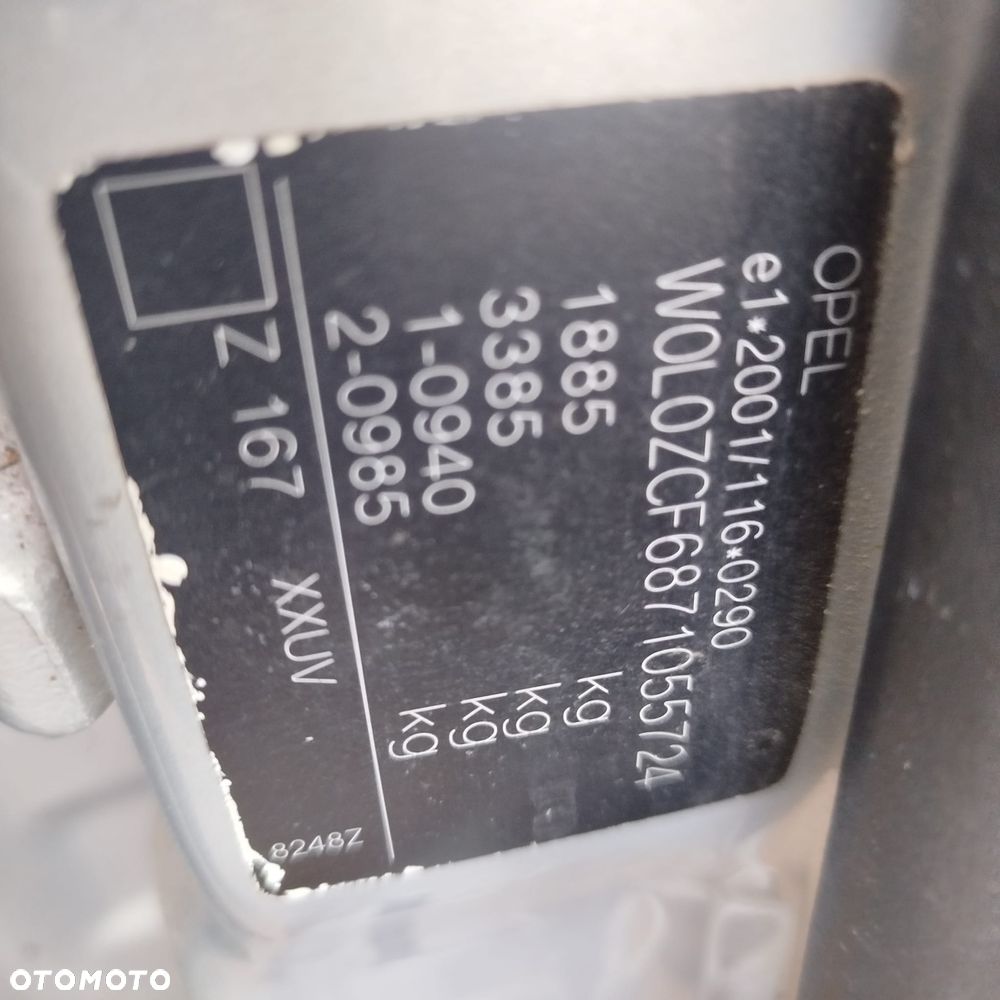 OPEL
e1*2001/116*0290
W0L0ZCF6871055724
1885 kg
3385 kg
1-0940 kg
2-0985 kg
Z 167 XXUV
8248Z
OTOMOTO